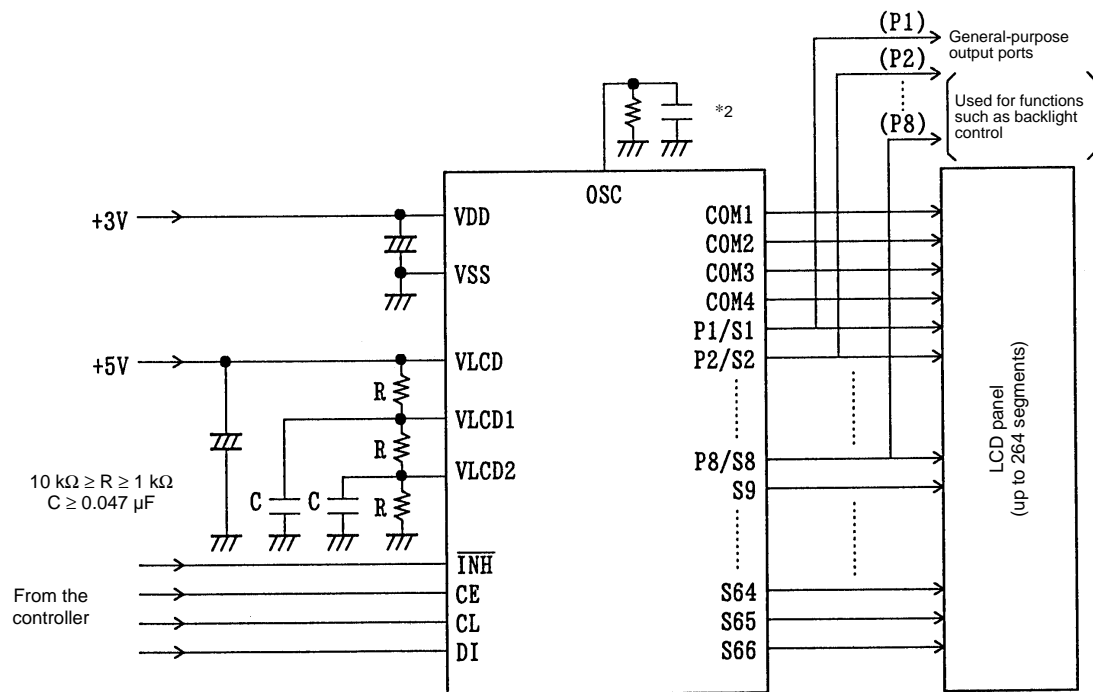 (P1)
General-purpose
output ports
(P2)
Used for functions
such as backlight
control
(P8)
*2
OSC
+3V
VDD
VSS
+5V
VLCD
R
VLCD1
R
VLCD2
R
C
C
10 kΩ ≥ R ≥ 1 kΩ
C ≥ 0.047 µF
INH
CE
CL
DI
From the
controller
COM1
COM2
COM3
COM4
P1/S1
P2/S2
P8/S8
S9
S64
S65
S66
LCD panel
(up to 264 segments)